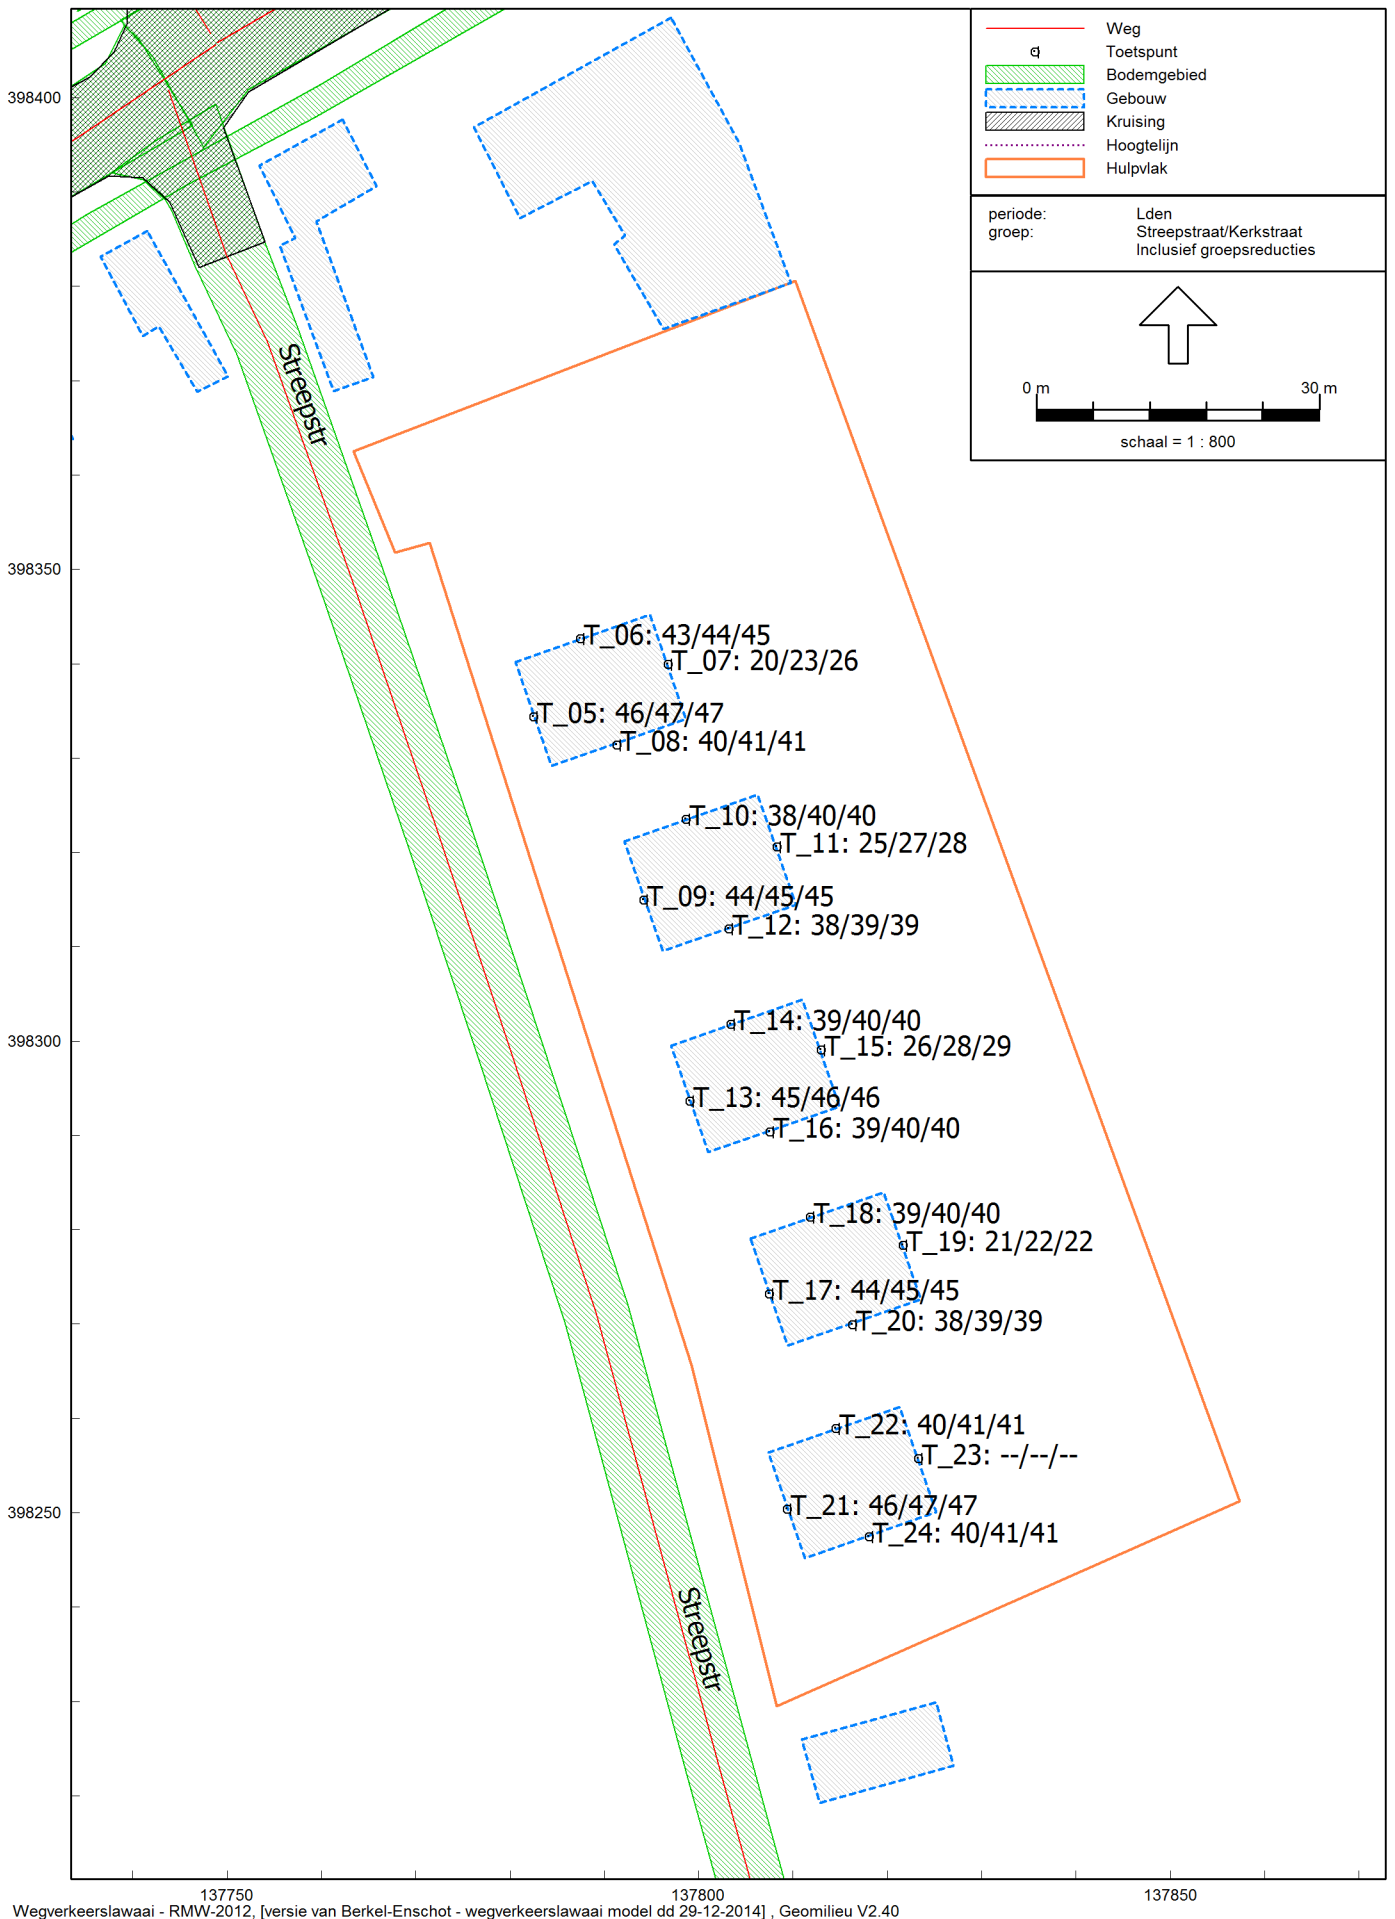 Weg
Toetspunt
Bodemgebied
Gebouw
Kruising
Hoogtelijn
Hulpvlak
periode: Lden
groep: Streepstraat/Kerkstraat
Inclusief groepsreducties
0 m 30 m
schaal = 1 : 800
398400
Streepstr
398350
T_06: 43/44/45
T_07: 20/23/26
T_05: 46/47/47
T_08: 40/41/41
T_10: 38/40/40
T_11: 25/27/28
T_09: 44/45/45
T_12: 38/39/39
398300
T_14: 39/40/40
T_15: 26/28/29
T_13: 45/46/46
T_16: 39/40/40
T_18: 39/40/40
T_19: 21/22/22
T_17: 44/45/45
T_20: 38/39/39
T_22: 40/41/41
T_23: --/--/--
398250
T_21: 46/47/47
T_24: 40/41/41
Streepstr
137750 137800 137850
Wegverkeerslawaai - RMW-2012, [versie van Berkel-Enschot - wegverkeerslawaai model dd 29-12-2014] , Geomilieu V2.40